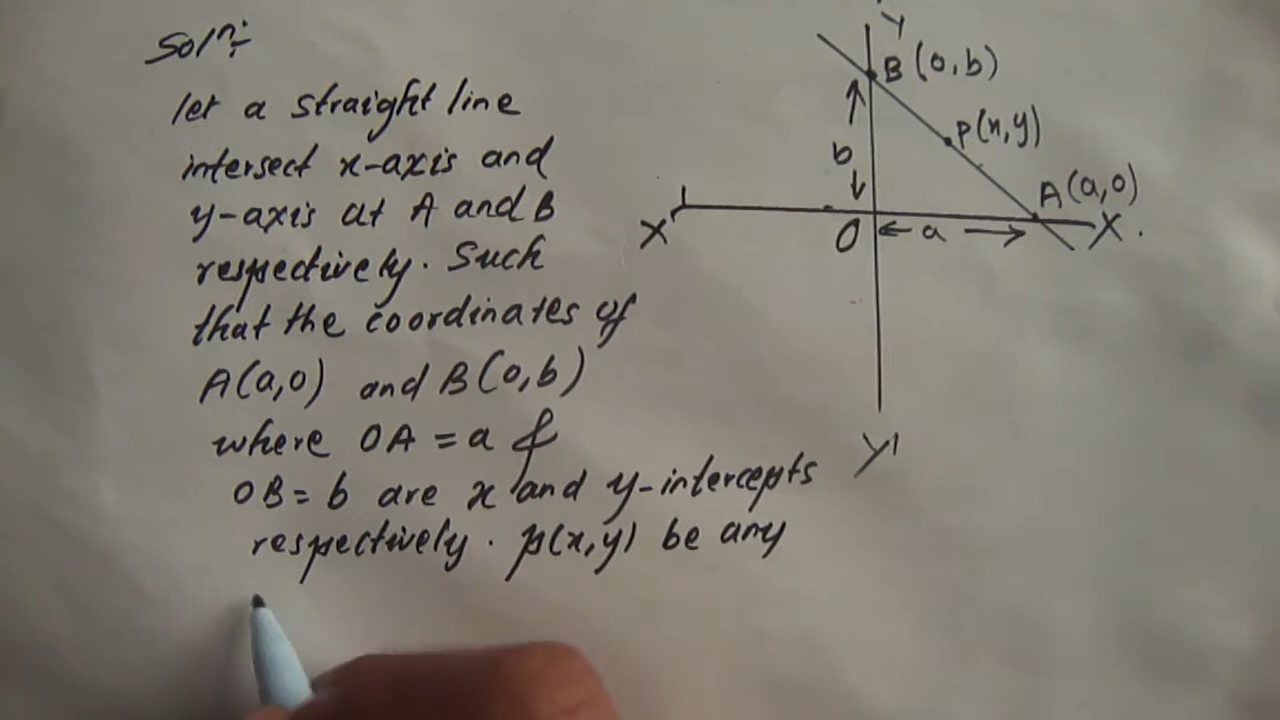 Soln:
let a straight line
intersect x-axis and
y-axis at A and B
respectively. Such
that the coordinates of
A(a,0) and B(0,b)
where OA = a &
OB = b are x and y-intercepts
respectively. p(x,y) be any
Y
B(0,b)
P(x,y)
b
A(a,0)
X
O
a
X.
Y'